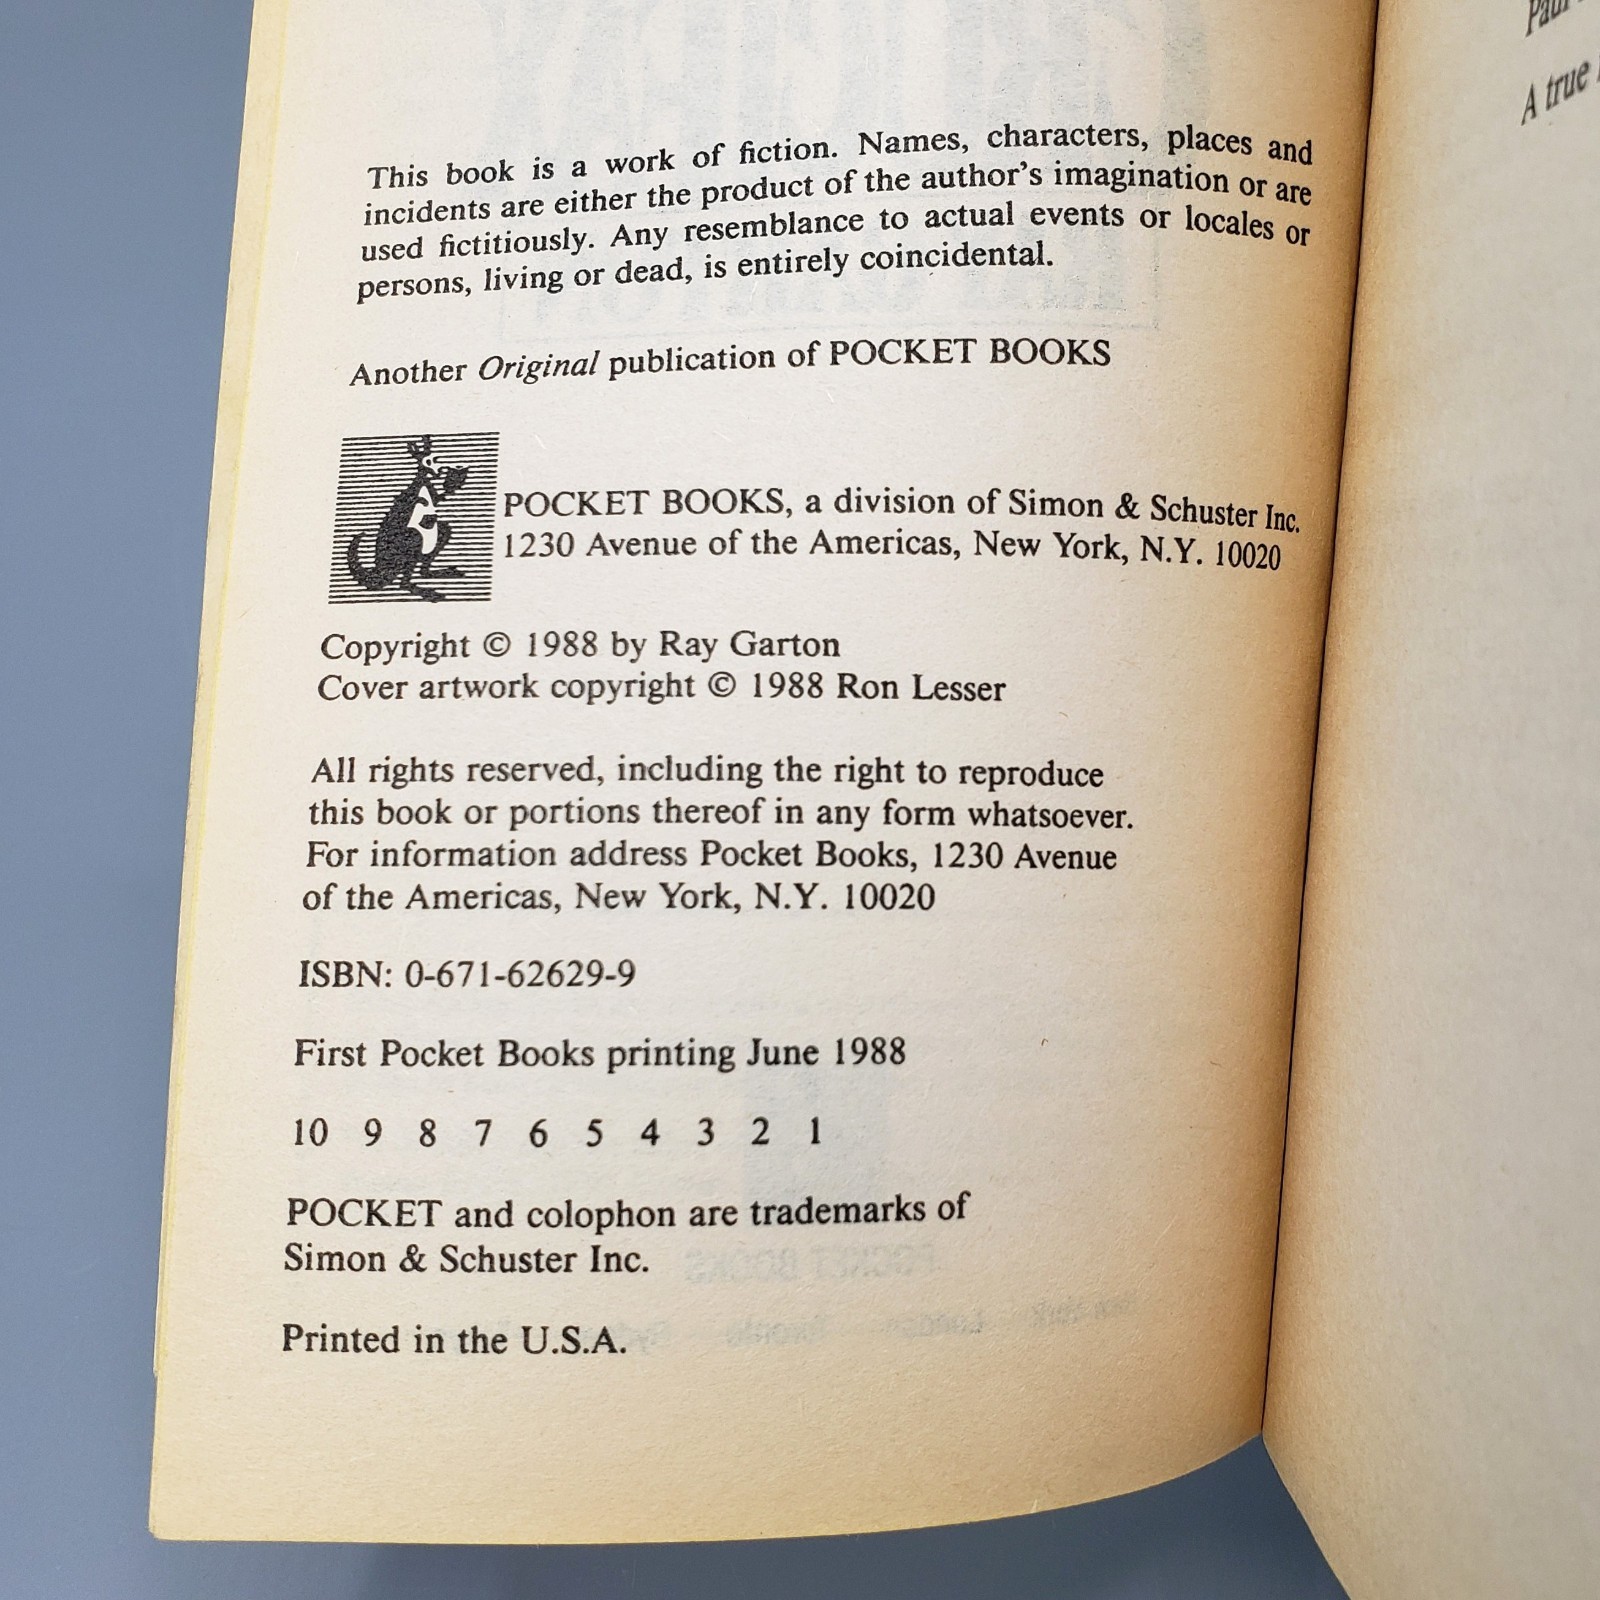 This book is a work of fiction. Names, characters, places and
incidents are either the product of the author's imagination or are
used fictitiously. Any resemblance to actual events or locales or
persons, living or dead, is entirely coincidental.
Another Original publication of POCKET BOOKS
POCKET BOOKS, a division of Simon & Schuster Inc.
1230 Avenue of the Americas, New York, N.Y. 10020
Copyright © 1988 by Ray Garton
Cover artwork copyright © 1988 Ron Lesser
All rights reserved, including the right to reproduce
this book or portions thereof in any form whatsoever.
For information address Pocket Books, 1230 Avenue
of the Americas, New York, N.Y. 10020
ISBN: 0-671-62629-9
First Pocket Books printing June 1988
10 9 8 7 6 5 4 3 2 1
POCKET and colophon are trademarks of
Simon & Schuster Inc.
Printed in the U.S.A.
Paul
A true